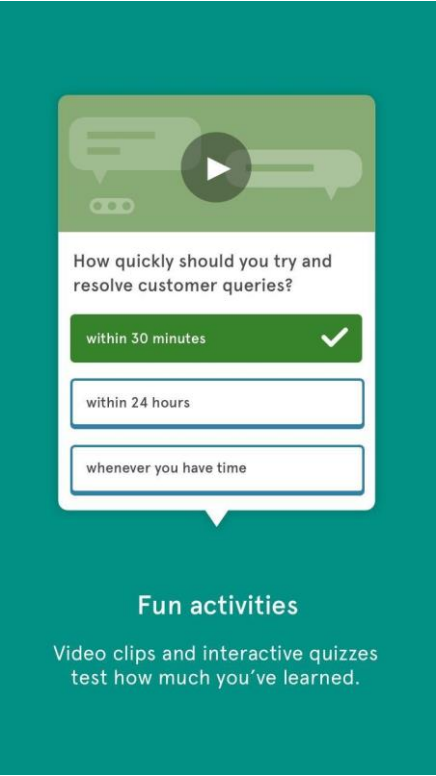 How quickly should you try and
resolve customer queries?
within 30 minutes
within 24 hours
whenever you have time
Fun activities
Video clips and interactive quizzes
test how much you’ve learned.